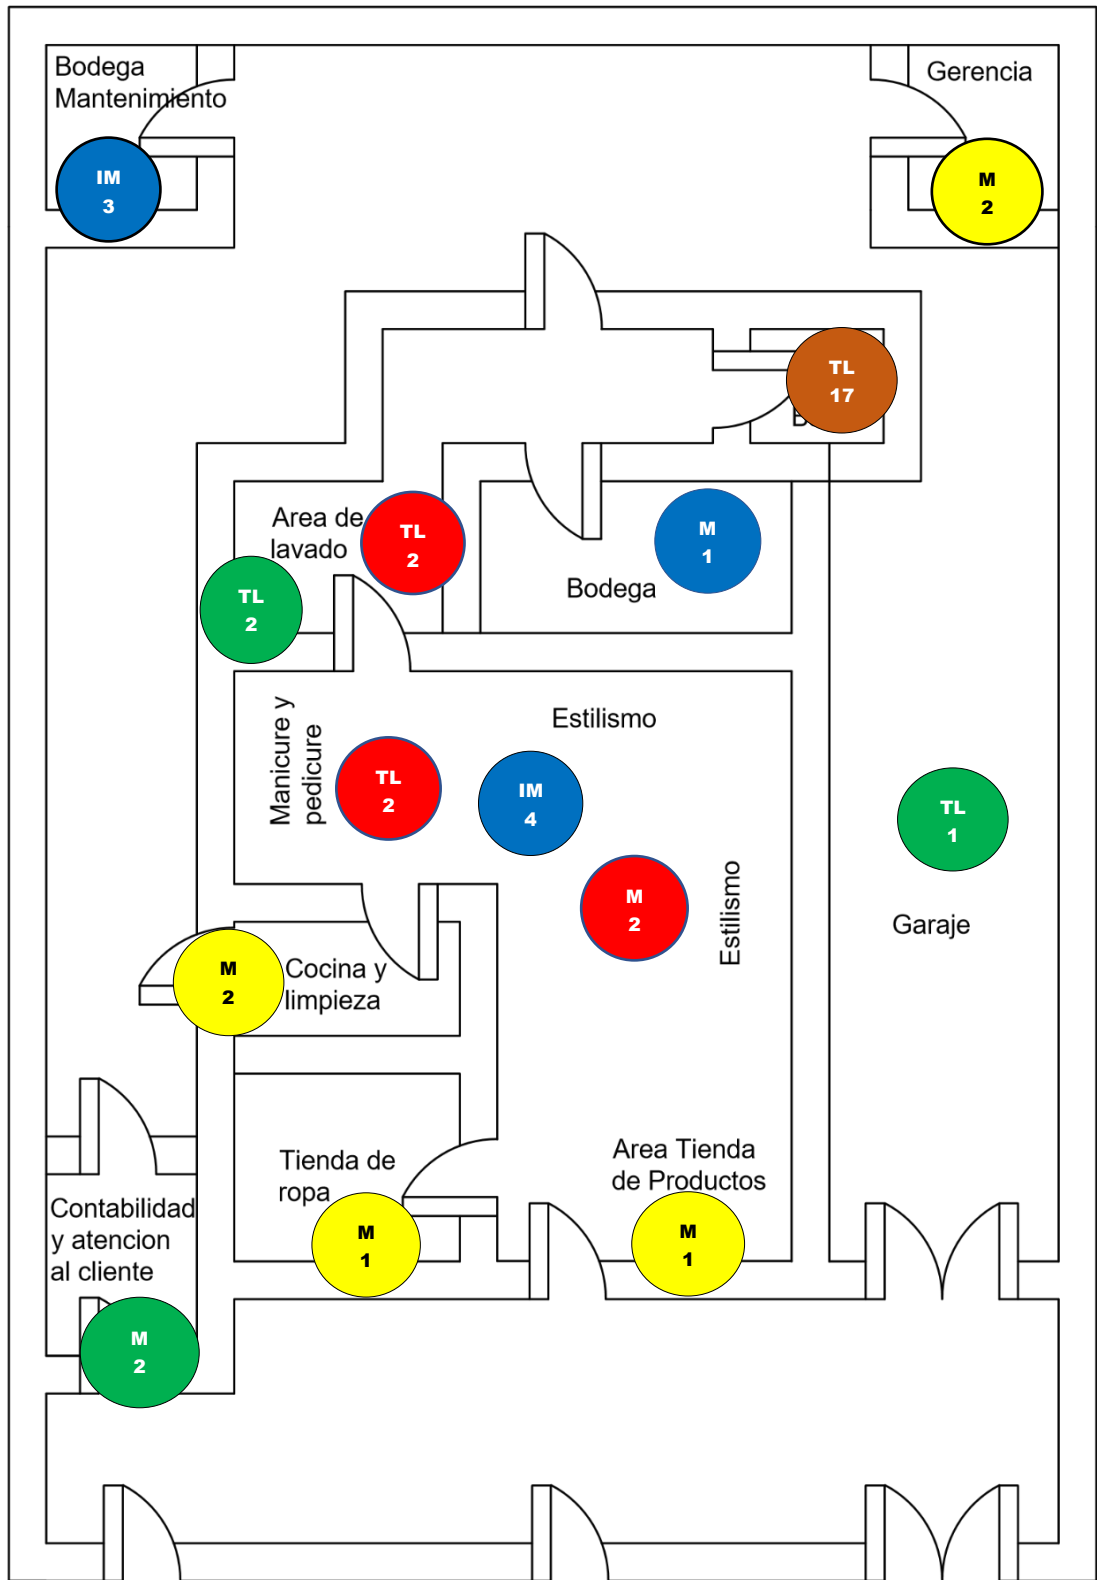 Bodega
Mantenimiento
Gerencia
IM
3
M
2
TL
17
B
Area de
lavado
TL
2
M
1
Bodega
TL
2
Manicure y
pedicure
Estilismo
TL
2
IM
4
TL
1
M
2
Estilismo
Garaje
M
2
Cocina y
limpieza
Tienda de
ropa
Area Tienda
de Productos
Contabilidad
y atencion
al cliente
M
1
M
1
M
2